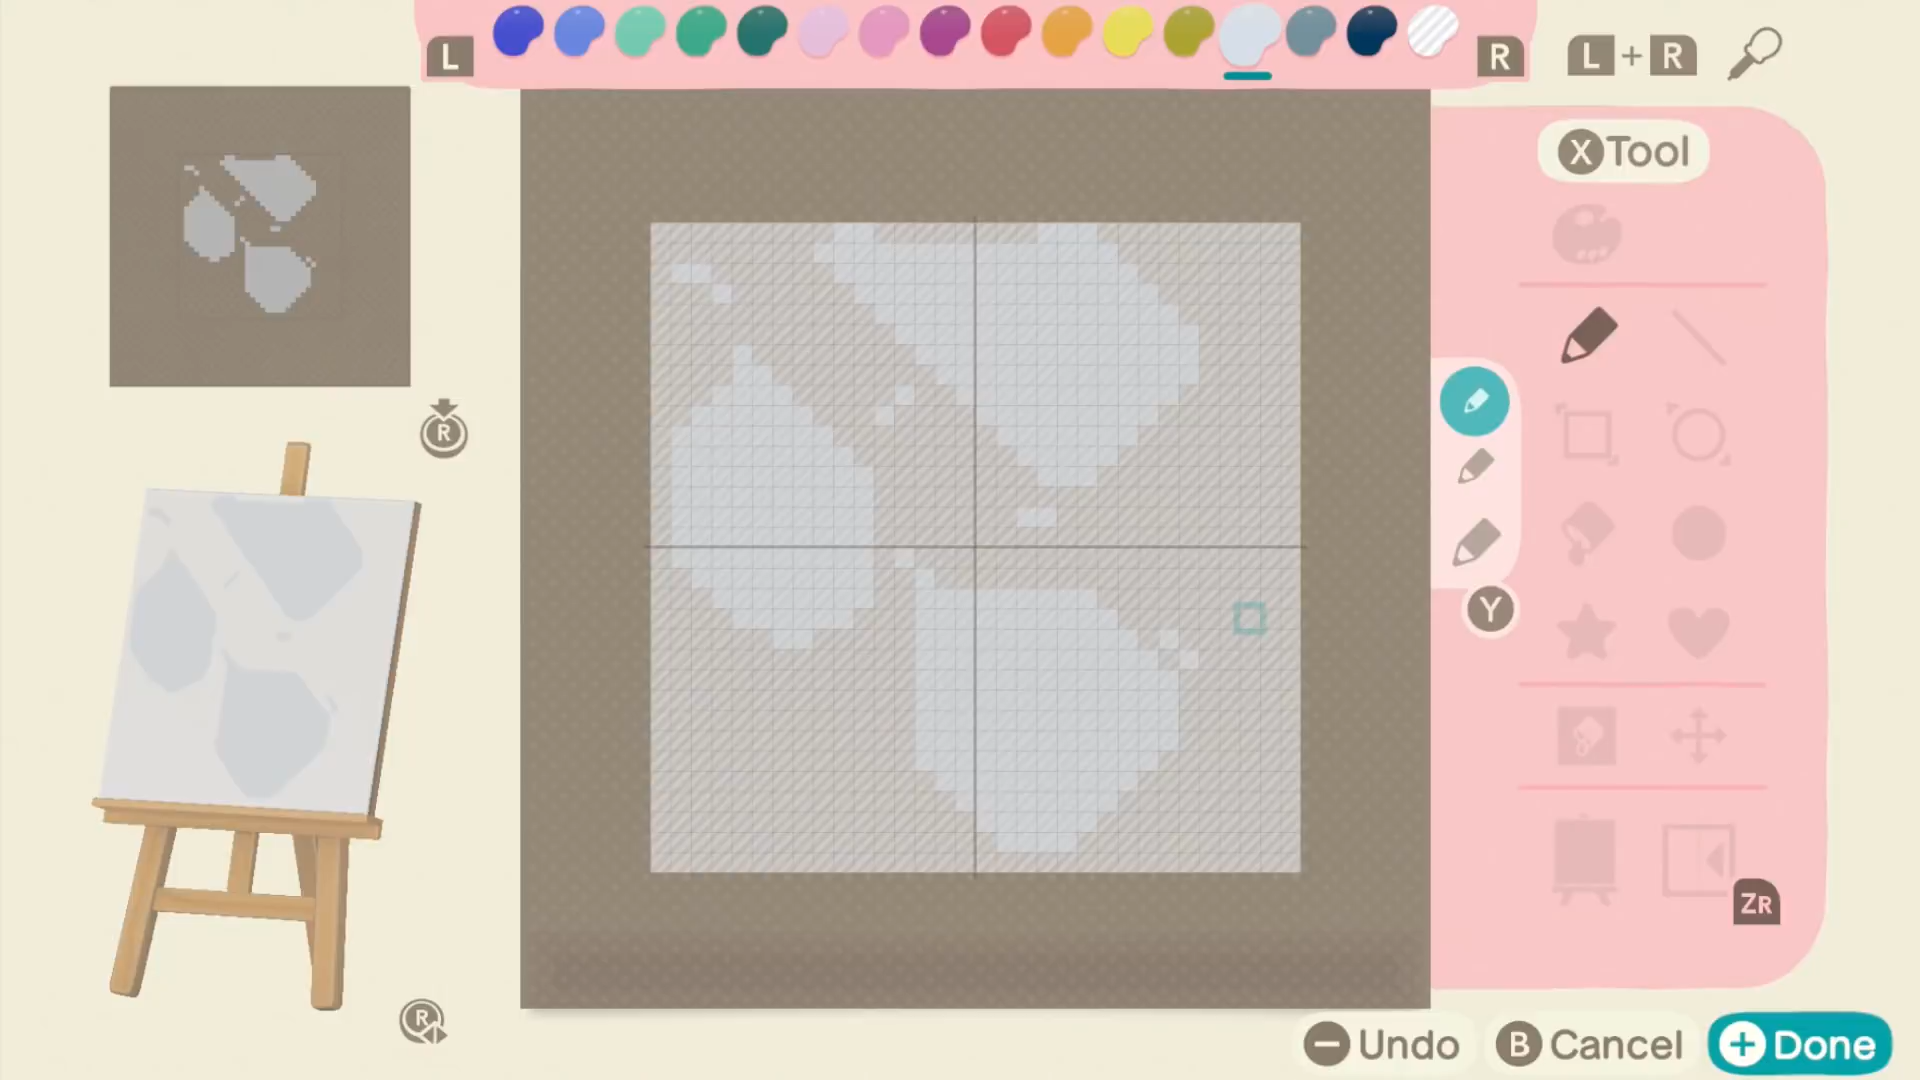 L
R
L + R
X Tool
R
Y
ZR
R
− Undo
B Cancel
+ Done